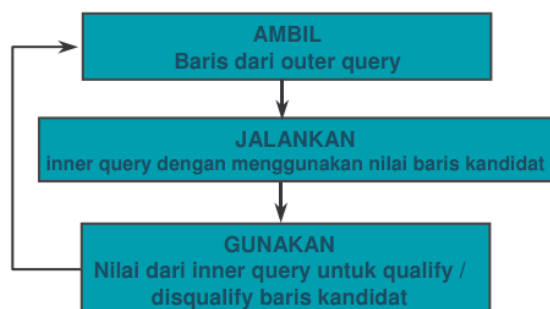 AMBIL
Baris dari outer query
JALANKAN
inner query dengan menggunakan nilai baris kandidat
GUNAKAN
Nilai dari inner query untuk qualify /
disqualify baris kandidat